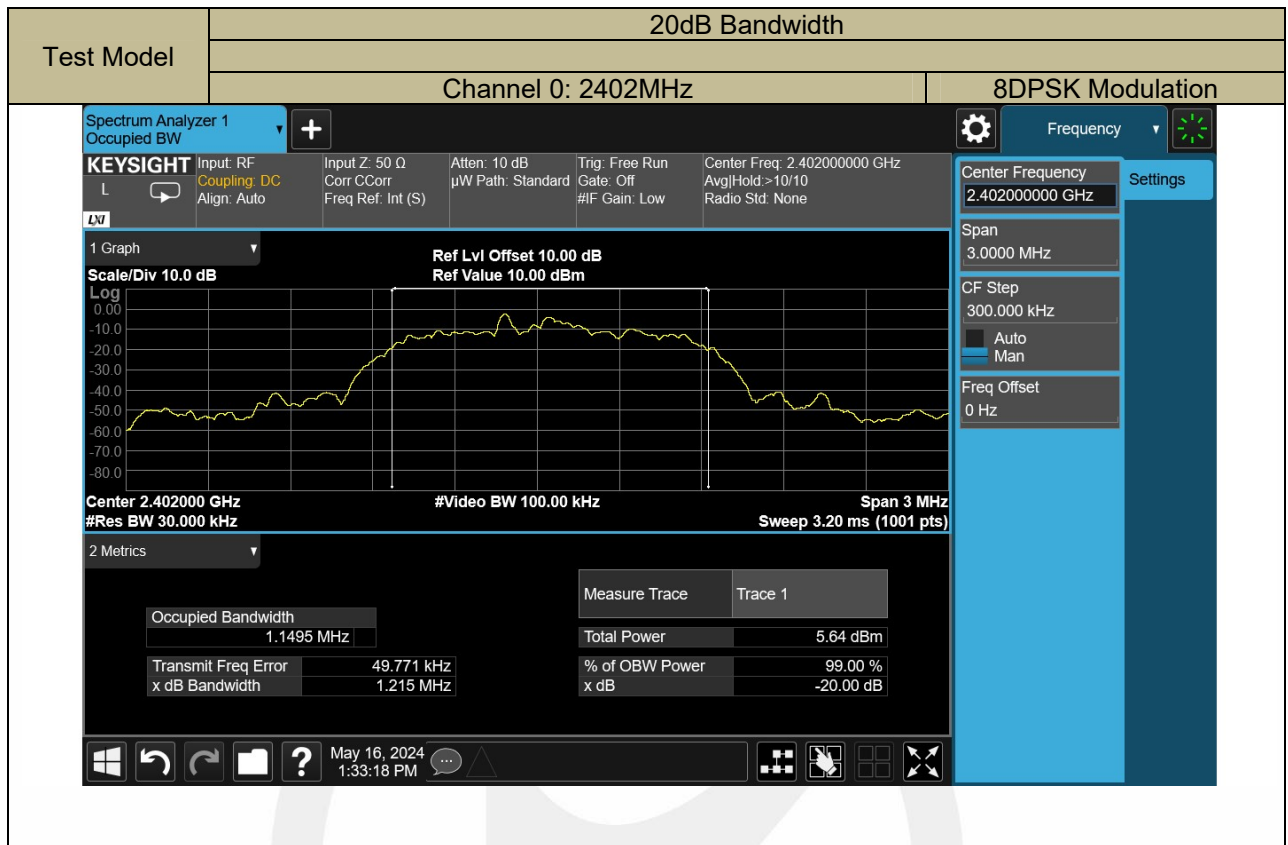 Test Model
20dB Bandwidth
Channel 0: 2402MHz
8DPSK Modulation
Spectrum Analyzer 1
Occupied BW
+
Frequency
KEYSIGHT
L
LXI
Input: RF
Coupling: DC
Align: Auto
Input Z: 50 Ω
Corr CCorr
Freq Ref: Int (S)
Atten: 10 dB
µW Path: Standard
Trig: Free Run
Gate: Off
#IF Gain: Low
Center Freq: 2.402000000 GHz
Avg|Hold:>10/10
Radio Std: None
Center Frequency
2.402000000 GHz
Settings
Span
3.0000 MHz
CF Step
300.000 kHz
Auto
Man
Freq Offset
0 Hz
1 Graph
Scale/Div 10.0 dB
Ref Lvl Offset 10.00 dB
Ref Value 10.00 dBm
Log
0.00
-10.0
-20.0
-30.0
-40.0
-50.0
-60.0
-70.0
-80.0
Center 2.402000 GHz
#Video BW 100.00 kHz
Span 3 MHz
#Res BW 30.000 kHz
Sweep 3.20 ms (1001 pts)
2 Metrics
Measure Trace
Trace 1
Occupied Bandwidth
1.1495 MHz
Total Power
5.64 dBm
Transmit Freq Error
49.771 kHz
% of OBW Power
99.00 %
x dB Bandwidth
1.215 MHz
x dB
-20.00 dB
?
May 16, 2024
1:33:18 PM